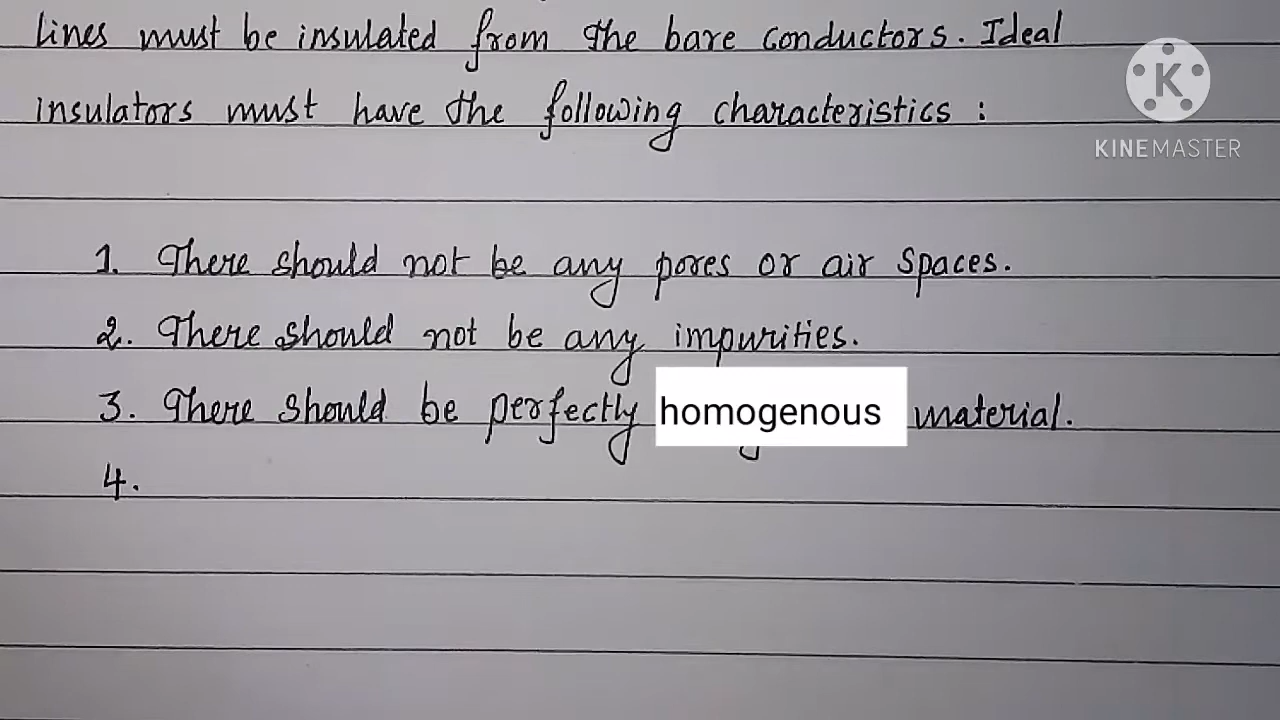 lines must be insulated from the bare conductors. Ideal
insulators must have the following characteristics :
KINEMASTER
1. There should not be any pores or air spaces.
2. There should not be any impurities.
3. There should be perfectly homogenous material.
4.